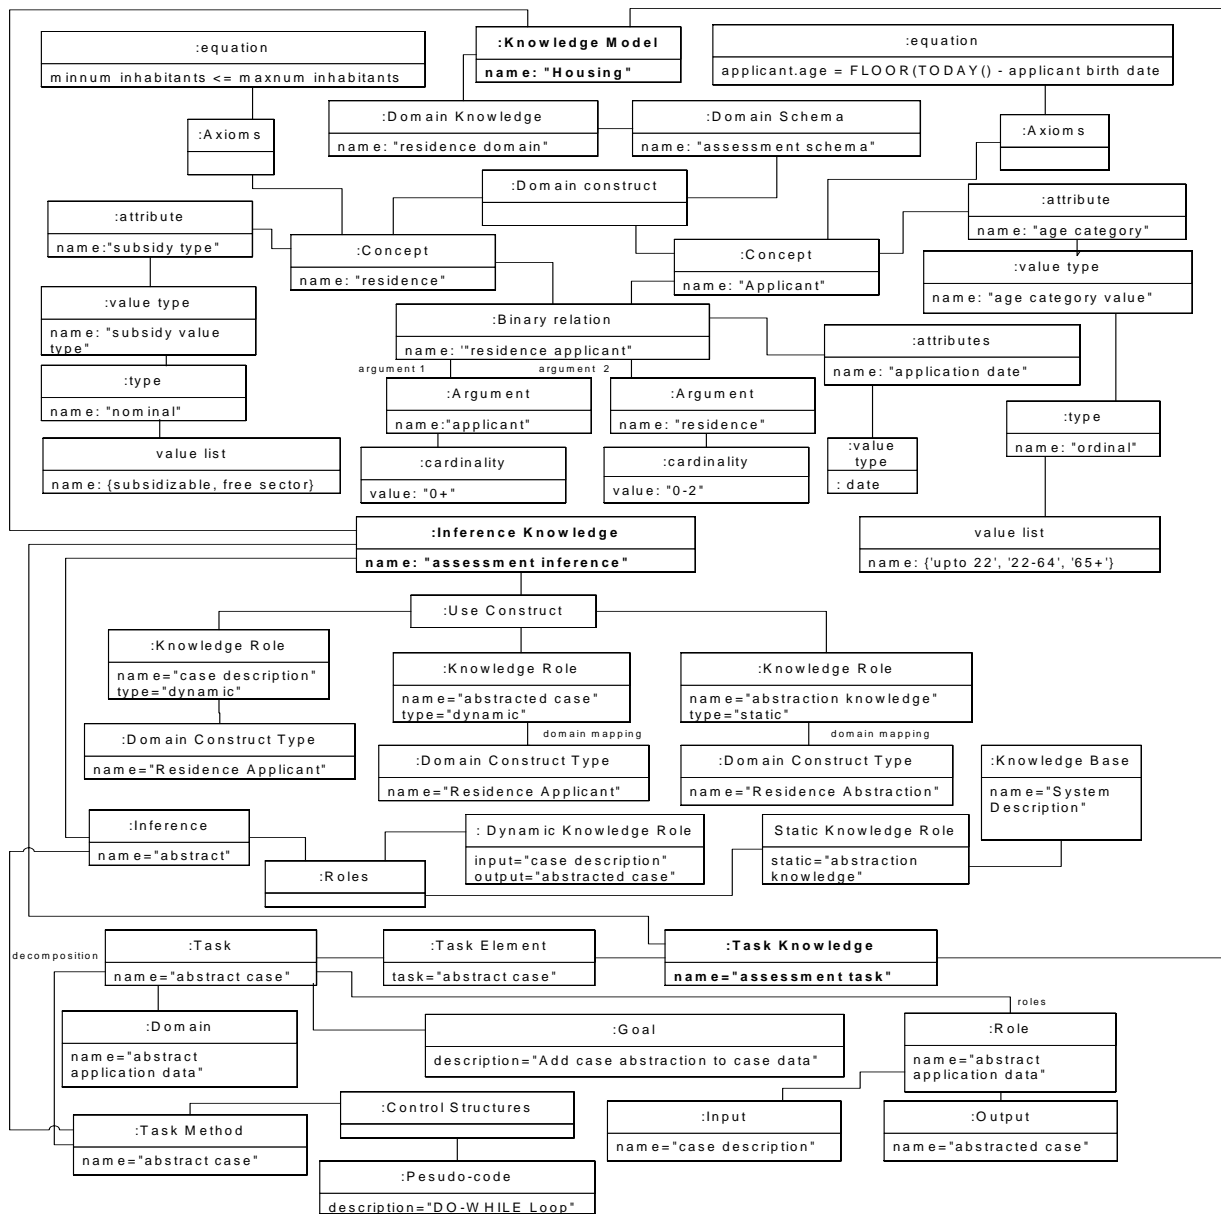 :equation
minnum inhabitants <= maxnum inhabitants
:Knowledge Model
name: "Housing"
:equation
applicant.age = FLOOR(TODAY() - applicant birth date
:Axioms
:Domain Knowledge
name: "residence domain"
:Domain Schema
name: "assessment schema"
:Axioms
:Domain construct
:attribute
name:"subsidy type"
:Concept
name: "residence"
:Concept
name: "Applicant"
:attribute
name: "age category"
:value type
name: "subsidy value
type"
:Binary relation
name: '"residence applicant"
:attributes
name: "application date"
:value type
name: "age category value"
argument 1
argument 2
:type
name: "nominal"
:Argument
name:"applicant"
:Argument
name: "residence"
:type
name: "ordinal"
value list
name: {subsidizable, free sector}
:cardinality
value: "0+"
:cardinality
value: "0-2"
:value
type
: date
:Inference Knowledge
name: "assessment inference"
value list
name: {'upto 22', '22-64', '65+'}
:Use Construct
:Knowledge Role
name="case description"
type="dynamic"
:Knowledge Role
name="abstracted case"
type="dynamic"
:Knowledge Role
name="abstraction knowledge"
type="static"
domain mapping
domain mapping
:Domain Construct Type
name="Residence Applicant"
:Domain Construct Type
name="Residence Applicant"
:Domain Construct Type
name="Residence Abstraction"
:Knowledge Base
name="System
Description"
:Inference
name="abstract"
:Roles
: Dynamic Knowledge Role
input="case description"
output="abstracted case"
Static Knowledge Role
static="abstraction
knowledge"
decomposition
:Task
name="abstract case"
:Task Element
task="abstract case"
:Task Knowledge
name="assessment task"
roles
:Domain
name="abstract
application data"
:Goal
description="Add case abstraction to case data"
:Role
name="abstract
application data"
:Task Method
name="abstract case"
:Control Structures
:Input
name="case description"
:Output
name="abstracted case"
:Pesudo-code
description="DO-WHILE Loop"